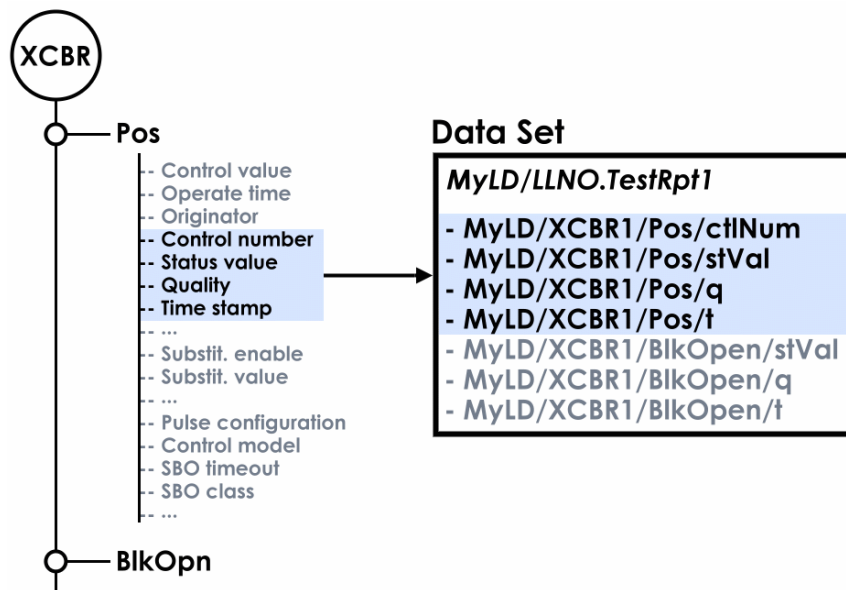 XCBR
Pos
-- Control value
-- Operate time
-- Originator
-- Control number
-- Status value
-- Quality
-- Time stamp
-- ...
-- Substit. enable
-- Substit. value
-- ...
-- Pulse configuration
-- Control model
-- SBO timeout
-- SBO class
-- ...
BlkOpn
Data Set
MyLD/LLNO.TestRpt1
- MyLD/XCBR1/Pos/ctlNum
- MyLD/XCBR1/Pos/stVal
- MyLD/XCBR1/Pos/q
- MyLD/XCBR1/Pos/t
- MyLD/XCBR1/BlkOpen/stVal
- MyLD/XCBR1/BlkOpen/q
- MyLD/XCBR1/BlkOpen/t